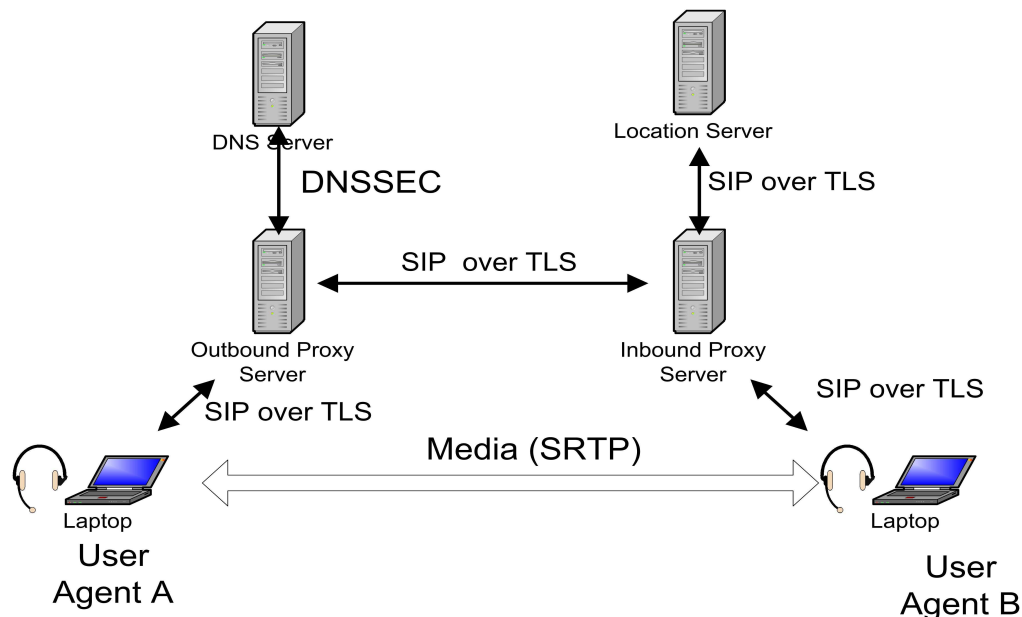 DNS Server
Location Server
DNSSEC
SIP over TLS
SIP over TLS
Outbound Proxy
Server
Inbound Proxy
Server
SIP over TLS
SIP over TLS
Media (SRTP)
Laptop
Laptop
User
Agent A
User
Agent B